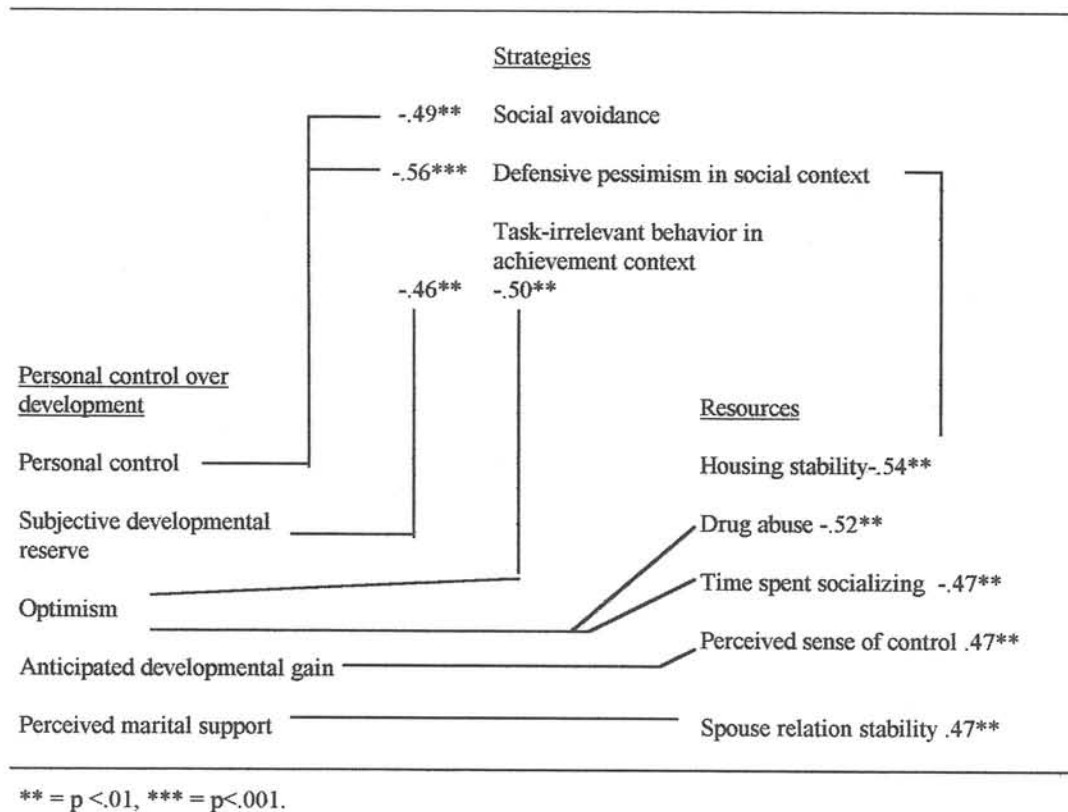 Strategies
-.49** Social avoidance
-.56*** Defensive pessimism in social context
Task-irrelevant behavior in
achievement context
-.46** -.50**
Personal control over
development
Resources
Personal control
Housing stability-.54**
Subjective developmental
reserve
Drug abuse -.52**
Time spent socializing -.47**
Optimism
Perceived sense of control .47**
Anticipated developmental gain
Perceived marital support
Spouse relation stability .47**
** = p <.01, *** = p<.001.